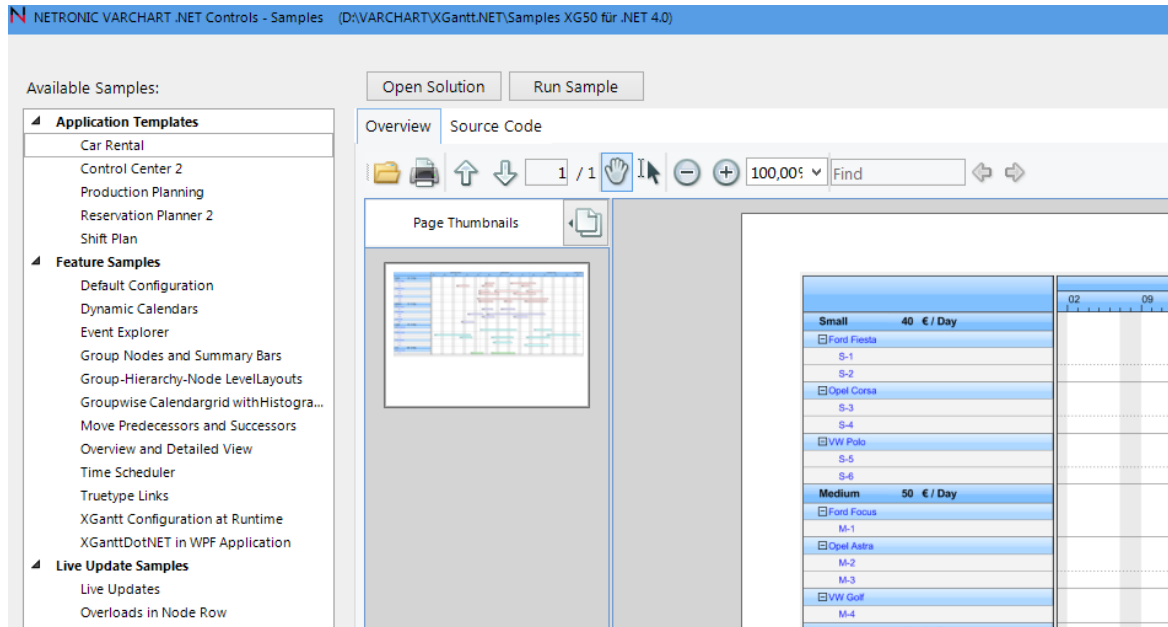 NETRONIC VARCHART .NET Controls - Samples (D:\VARCHART\XGantt.NET\Samples XG50 für .NET 4.0)
Available Samples:
Open Solution
Run Sample
Application Templates
Car Rental
Control Center 2
Production Planning
Reservation Planner 2
Shift Plan
Feature Samples
Default Configuration
Dynamic Calendars
Event Explorer
Group Nodes and Summary Bars
Group-Hierarchy-Node LevelLayouts
Groupwise Calendargrid withHistogra...
Move Predecessors and Successors
Overview and Detailed View
Time Scheduler
Truetype Links
XGantt Configuration at Runtime
XGanttDotNET in WPF Application
Live Update Samples
Live Updates
Overloads in Node Row
Overview
Source Code
1 / 1
100,009
Find
Page Thumbnails
02 09
Small 40 € / Day
Ford Fiesta
S-1
S-2
Opel Corsa
S-3
S-4
VW Polo
S-5
S-6
Medium 50 € / Day
Ford Focus
M-1
Opel Astra
M-2
M-3
VW Golf
M-4